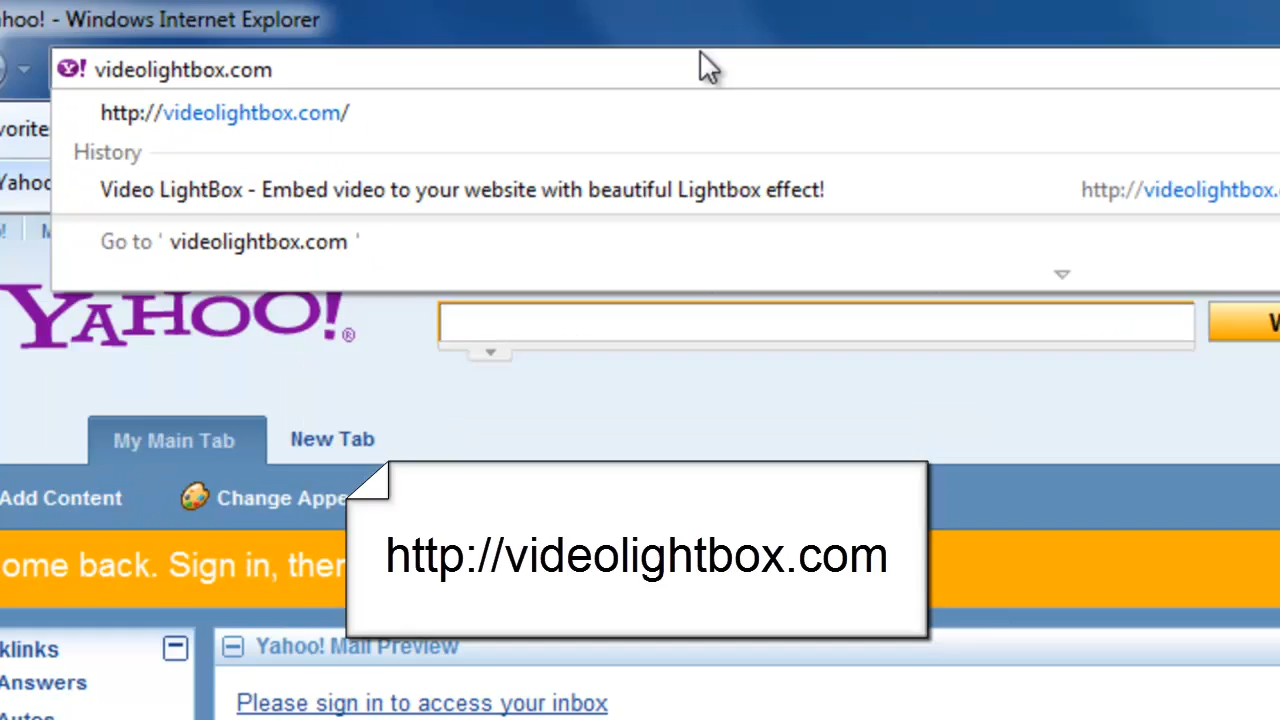 hoo! - Windows Internet Explorer
Y! videolightbox.com
http://videolightbox.com/
vorite
History
Yahoo
Video LightBox - Embed video to your website with beautiful Lightbox effect! http://videolightbox.
! M
Go to ' videolightbox.com '
YAHOO!®
W
My Main Tab New Tab
Add Content Change Appe
http://videolightbox.com
ome back. Sign in, ther
klinks
Yahoo! Mail Preview
Answers
Please sign in to access your inbox
Autos